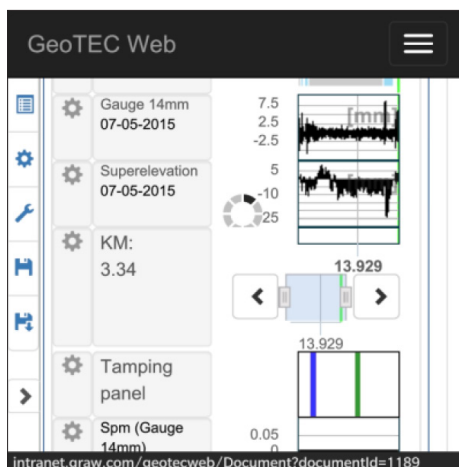 GeoTEC Web
Gauge 14mm
07-05-2015
7.5
2.5
-2.5
[mm]
Superelevation
07-05-2015
5
-10
25
KM:
3.34
13.929
13.929
Tamping
panel
Spm (Gauge
14mm)
0.05
0
intranet.graw.com/geotecweb/Document?documentId=1189